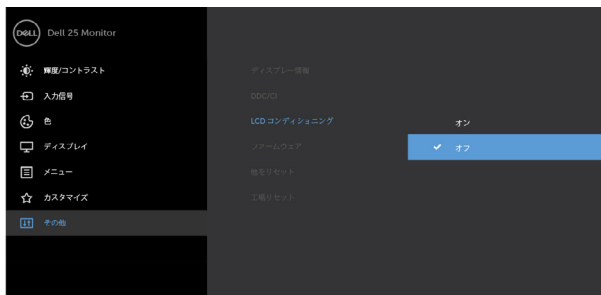 DELL
Dell 25 Monitor
輝度/コントラスト
入力信号
色
ディスプレイ
メニュー
カスタマイズ
その他
ディスプレー情報
DDC/CI
LCD コンディショニング
ファームウェア
他をリセット
工場リセット
オン
オフ